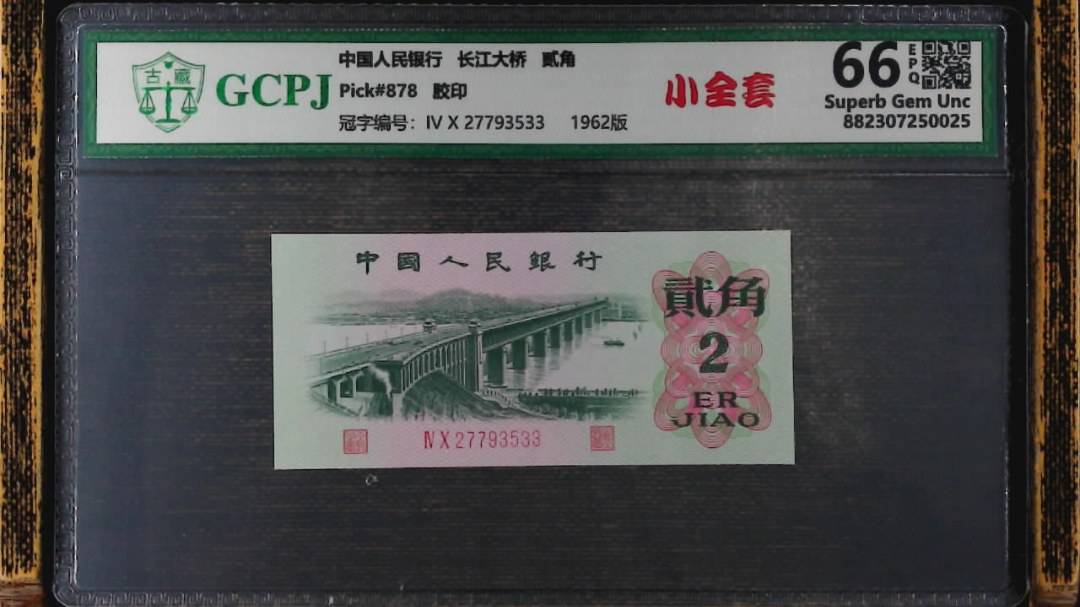 古藏
GCPJ
中国人民银行 长江大桥 贰角
Pick#878 胶印
冠字编号: IV X 27793533 1962版
小全套
66
EPQ
Superb Gem Unc
882307250025
中國人民銀行
貳角
2
ER
JIAO
IV X 27793533